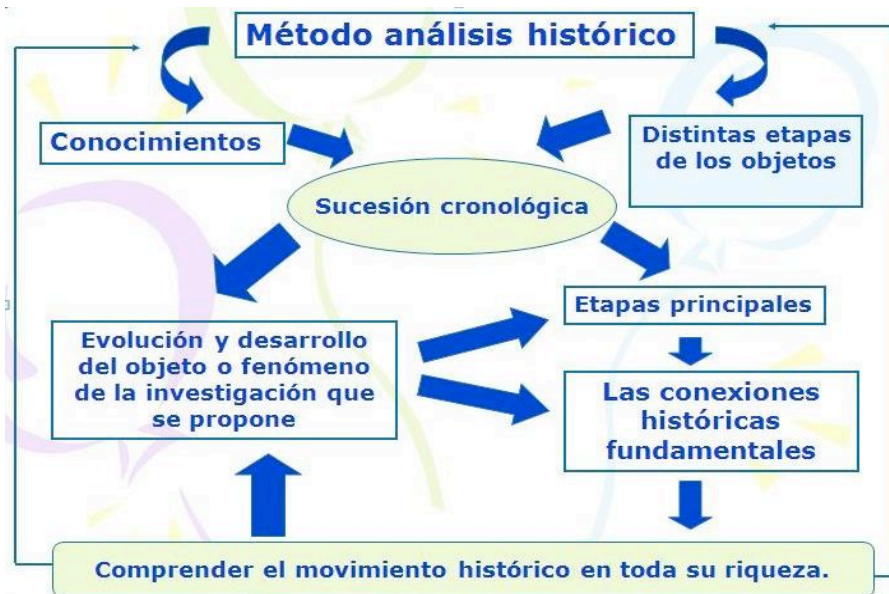 Método análisis histórico
Conocimientos
Distintas etapas
de los objetos
Sucesión cronológica
Etapas principales
Evolución y desarrollo
del objeto o fenómeno
de la investigación que
se propone
Las conexiones
históricas
fundamentales
Comprender el movimiento histórico en toda su riqueza.